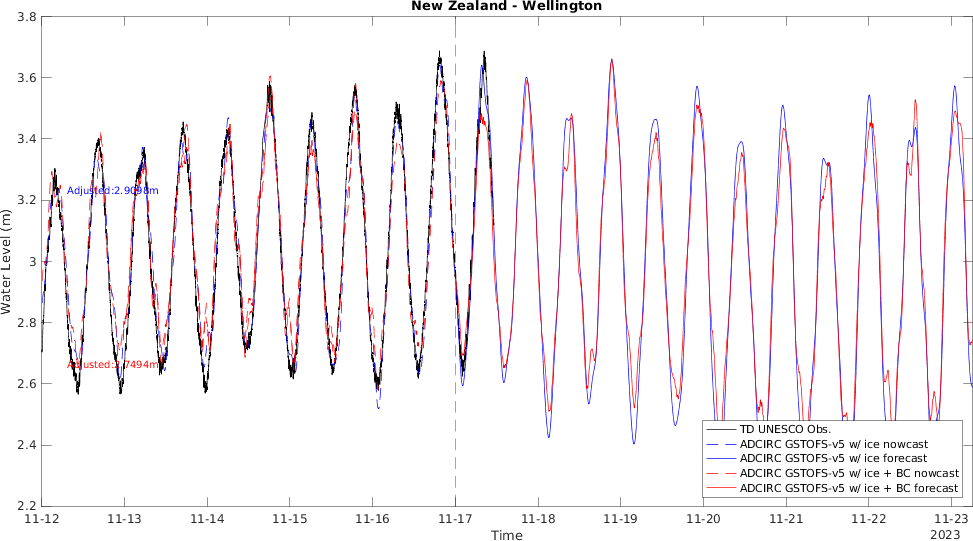 New Zealand - Wellington
3.8
3.6
3.4
3.2
3
2.8
2.6
2.4
2.2
Water Level (m)
Adjusted:2.9098m
Adjusted:2.7494m
TD UNESCO Obs.
ADCIRC GSTOFS-v5 w/ ice nowcast
ADCIRC GSTOFS-v5 w/ ice forecast
ADCIRC GSTOFS-v5 w/ ice + BC nowcast
ADCIRC GSTOFS-v5 w/ ice + BC forecast
11-12 11-13 11-14 11-15 11-16 11-17 11-18 11-19 11-20 11-21 11-22 11-23
Time
2023